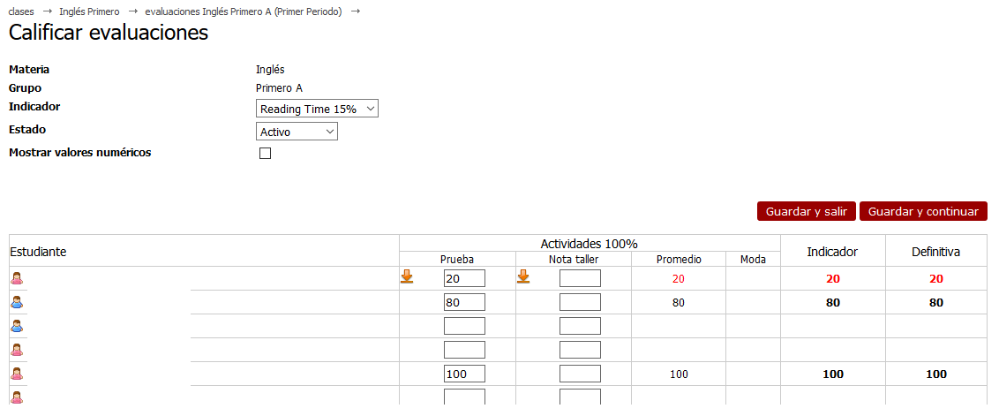 clases → Inglés Primero → evaluaciones Inglés Primero A (Primer Periodo) →
Calificar evaluaciones
Materia Inglés
Grupo Primero A
Indicador Reading Time 15%
Estado Activo
Mostrar valores numéricos
Guardar y salir Guardar y continuar
Estudiante Actividades 100% Indicador Definitiva
Prueba Nota taller Promedio Moda
20 20 20 20
80 80 80 80
100 100 100 100